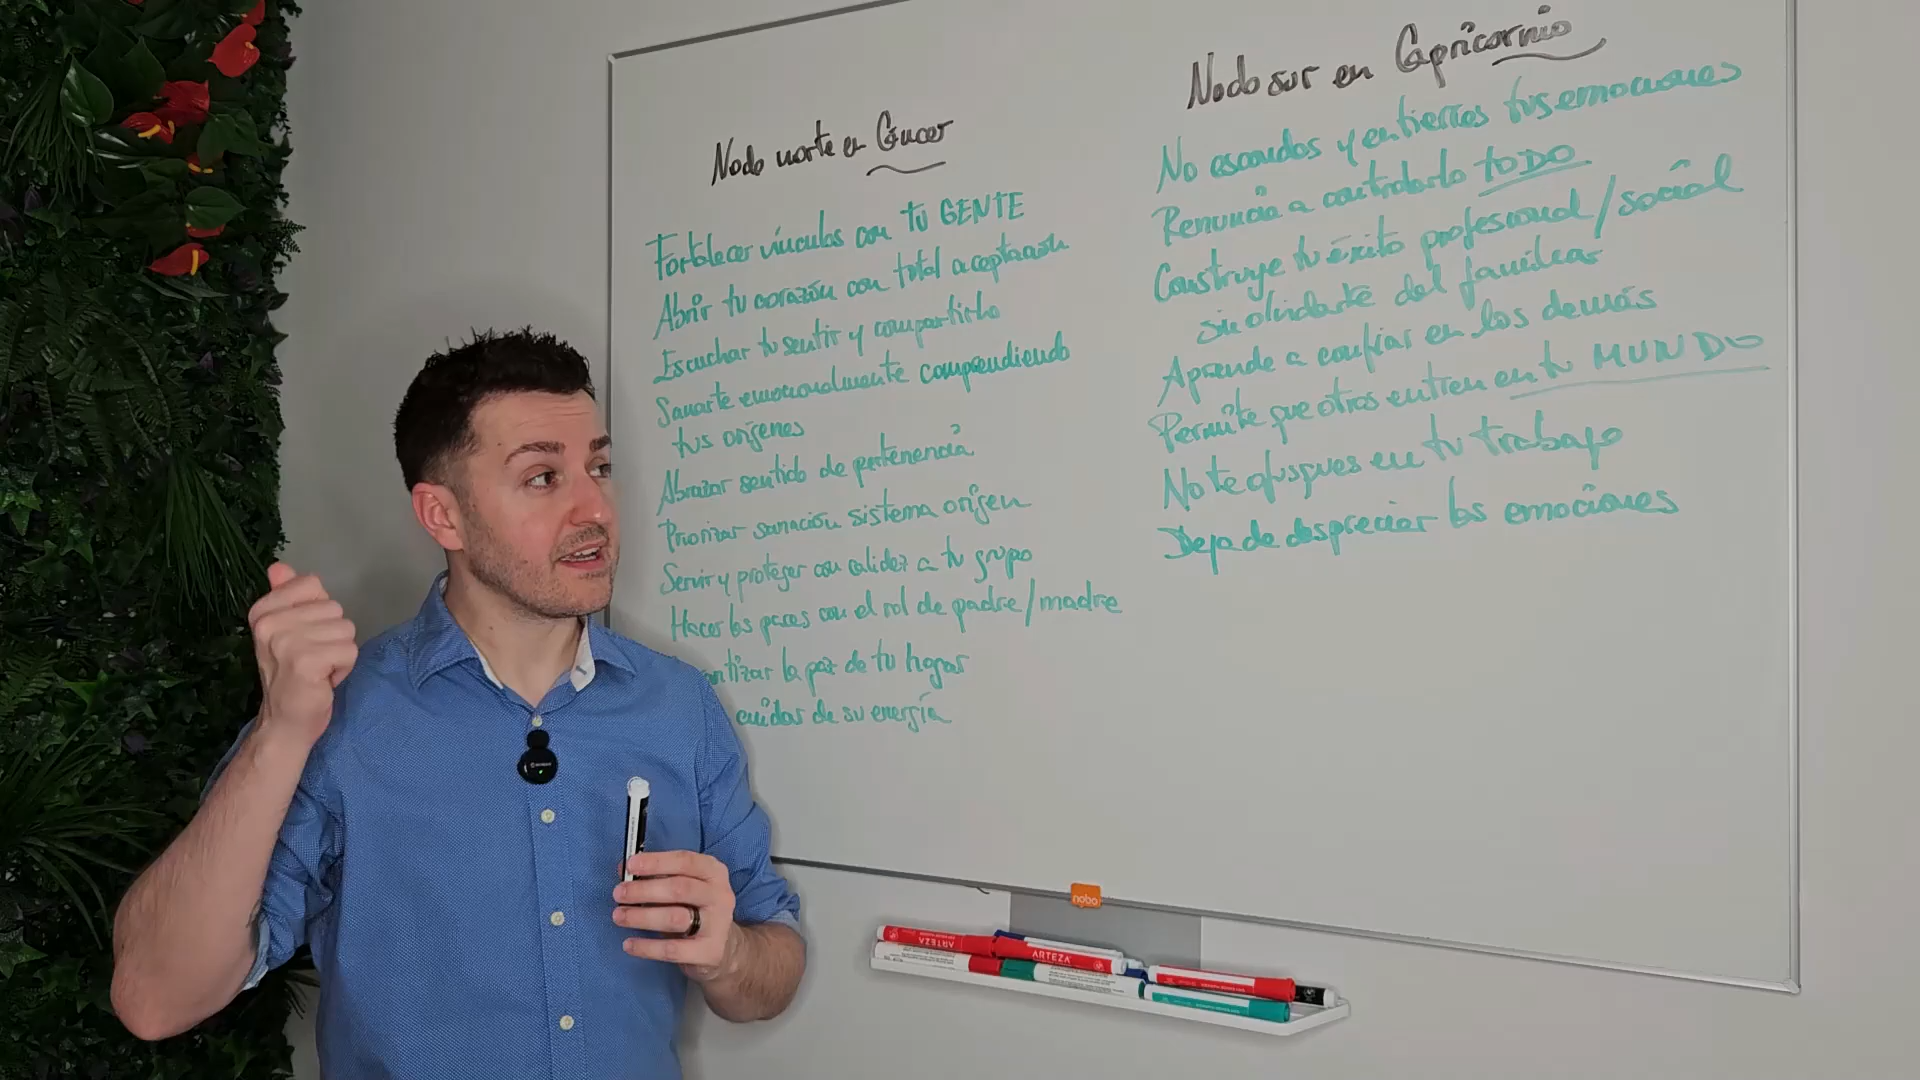 Nodo norte en Cáncer
Fortalecer vínculos con tu GENTE
Abrir tu corazón con total aceptación
Escuchar tu sentir y compartirlo
Sanarte emocionalmente comprendiendo
tus orígenes
Abrazar sentido de pertenencia
Priorizar sanación sistema origen
Servir y proteger con calidez a tu grupo
Hacer las paces con el rol de padre/madre
antizar la paz de tu hogar
cuidar de su energía
Nodo sur en Capricornio
No escondas y entierres tus emociones
Renuncia a controlarlo TODO
Construye tu éxito profesional/social
sin olvidarte del familiar
Aprende a confiar en los demás
Permite que otros entren en tu MUNDO
No te ofusques en tu trabajo
Deja de despreciar las emociones
nobo
ARTEZA
ARTEZA